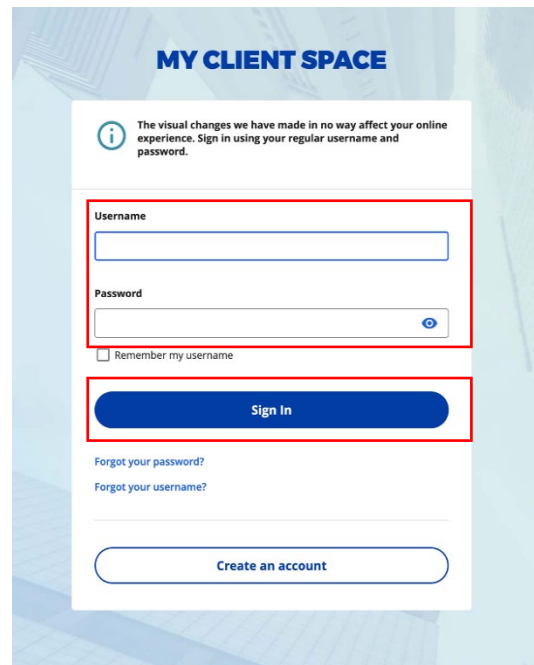 MY CLIENT SPACE
The visual changes we have made in no way affect your online
experience. Sign in using your regular username and
password.
Username
Password
Remember my username
Sign In
Forgot your password?
Forgot your username?
Create an account